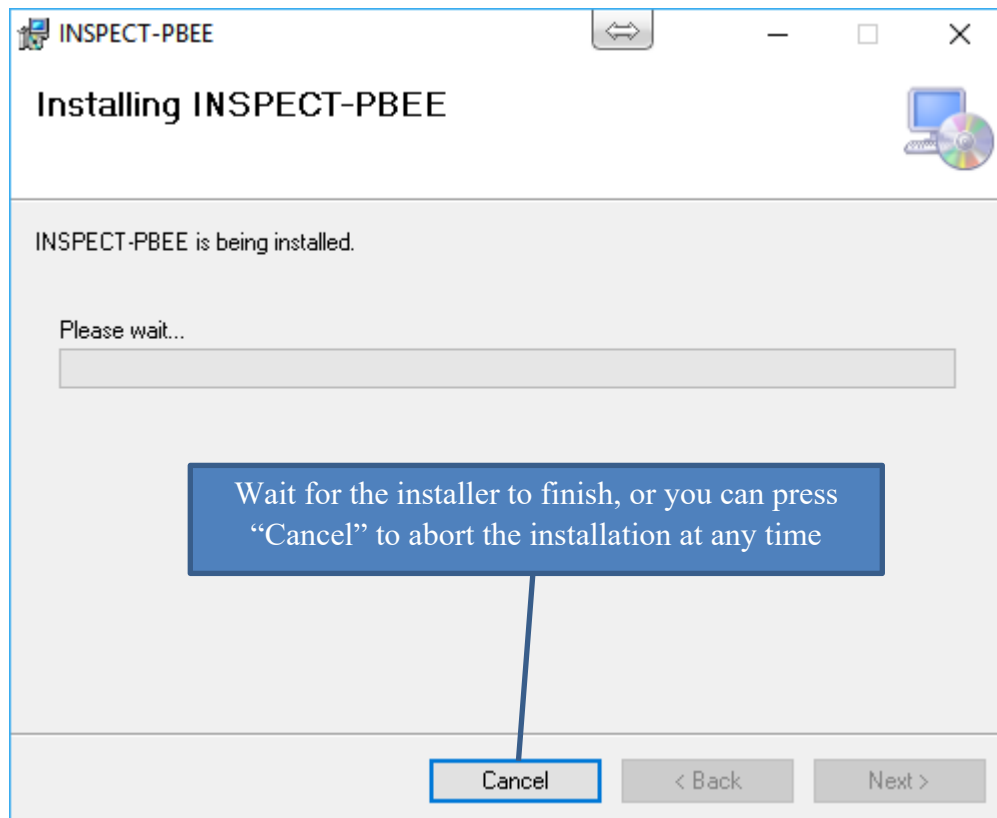 INSPECT-PBEE
Installing INSPECT-PBEE
INSPECT-PBEE is being installed.
Please wait...
Wait for the installer to finish, or you can press
“Cancel” to abort the installation at any time
Cancel
< Back
Next >